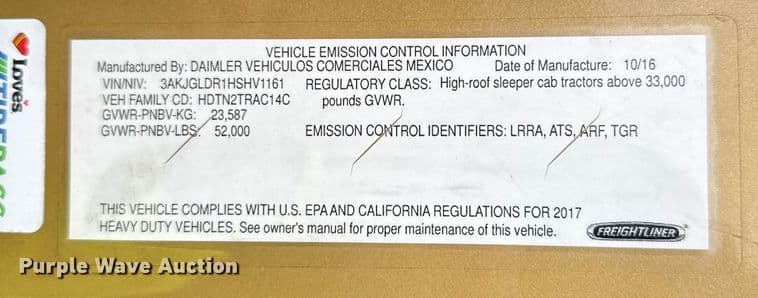 VEHICLE EMISSION CONTROL INFORMATION
Manufactured By: DAIMLER VEHICULOS COMERCIALES MEXICO Date of Manufacture: 10/16
VIN/NIV: 3AKJGLDR1HSHV1161 REGULATORY CLASS: High-roof sleeper cab tractors above 33,000
VEH FAMILY CD: HDTN2TRAC14C pounds GVWR.
GVWR-PNBV-KG: 23,587
GVWR-PNBV-LBS: 52,000 EMISSION CONTROL IDENTIFIERS: LRRA, ATS, ARF, TGR
THIS VEHICLE COMPLIES WITH U.S. EPA AND CALIFORNIA REGULATIONS FOR 2017
HEAVY DUTY VEHICLES. See owner's manual for proper maintenance of this vehicle.
FREIGHTLINER
Love's
Purple Wave Auction